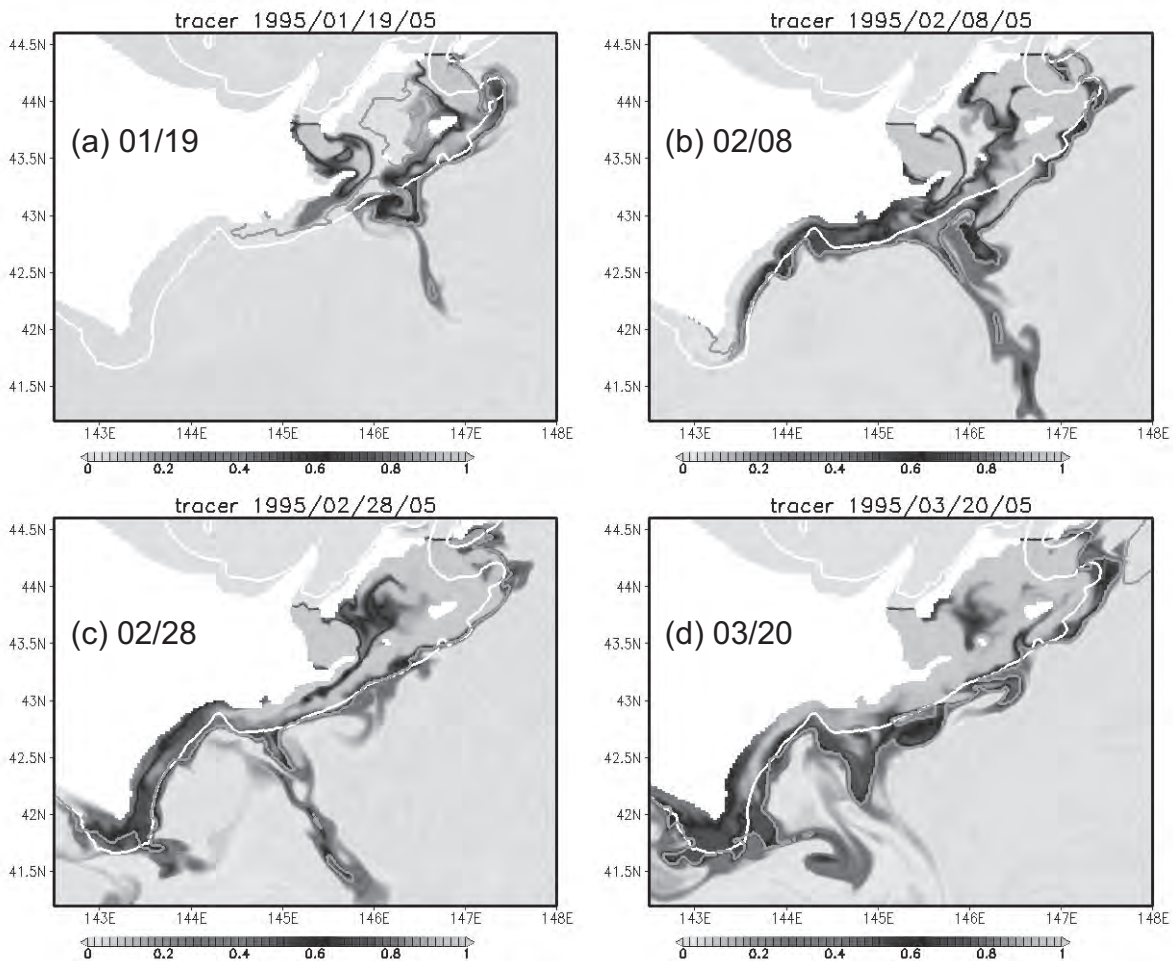 tracer 1995/01/19/05
44.5N
44N
43.5N
43N
42.5N
42N
41.5N
(a) 01/19
143E 144E 145E 146E 147E 148E
0 0.2 0.4 0.6 0.8 1
tracer 1995/02/08/05
44.5N
44N
43.5N
43N
42.5N
42N
41.5N
(b) 02/08
143E 144E 145E 146E 147E 148E
0 0.2 0.4 0.6 0.8 1
tracer 1995/02/28/05
44.5N
44N
43.5N
43N
42.5N
42N
41.5N
(c) 02/28
143E 144E 145E 146E 147E 148E
0 0.2 0.4 0.6 0.8 1
tracer 1995/03/20/05
44.5N
44N
43.5N
43N
42.5N
42N
41.5N
(d) 03/20
143E 144E 145E 146E 147E 148E
0 0.2 0.4 0.6 0.8 1